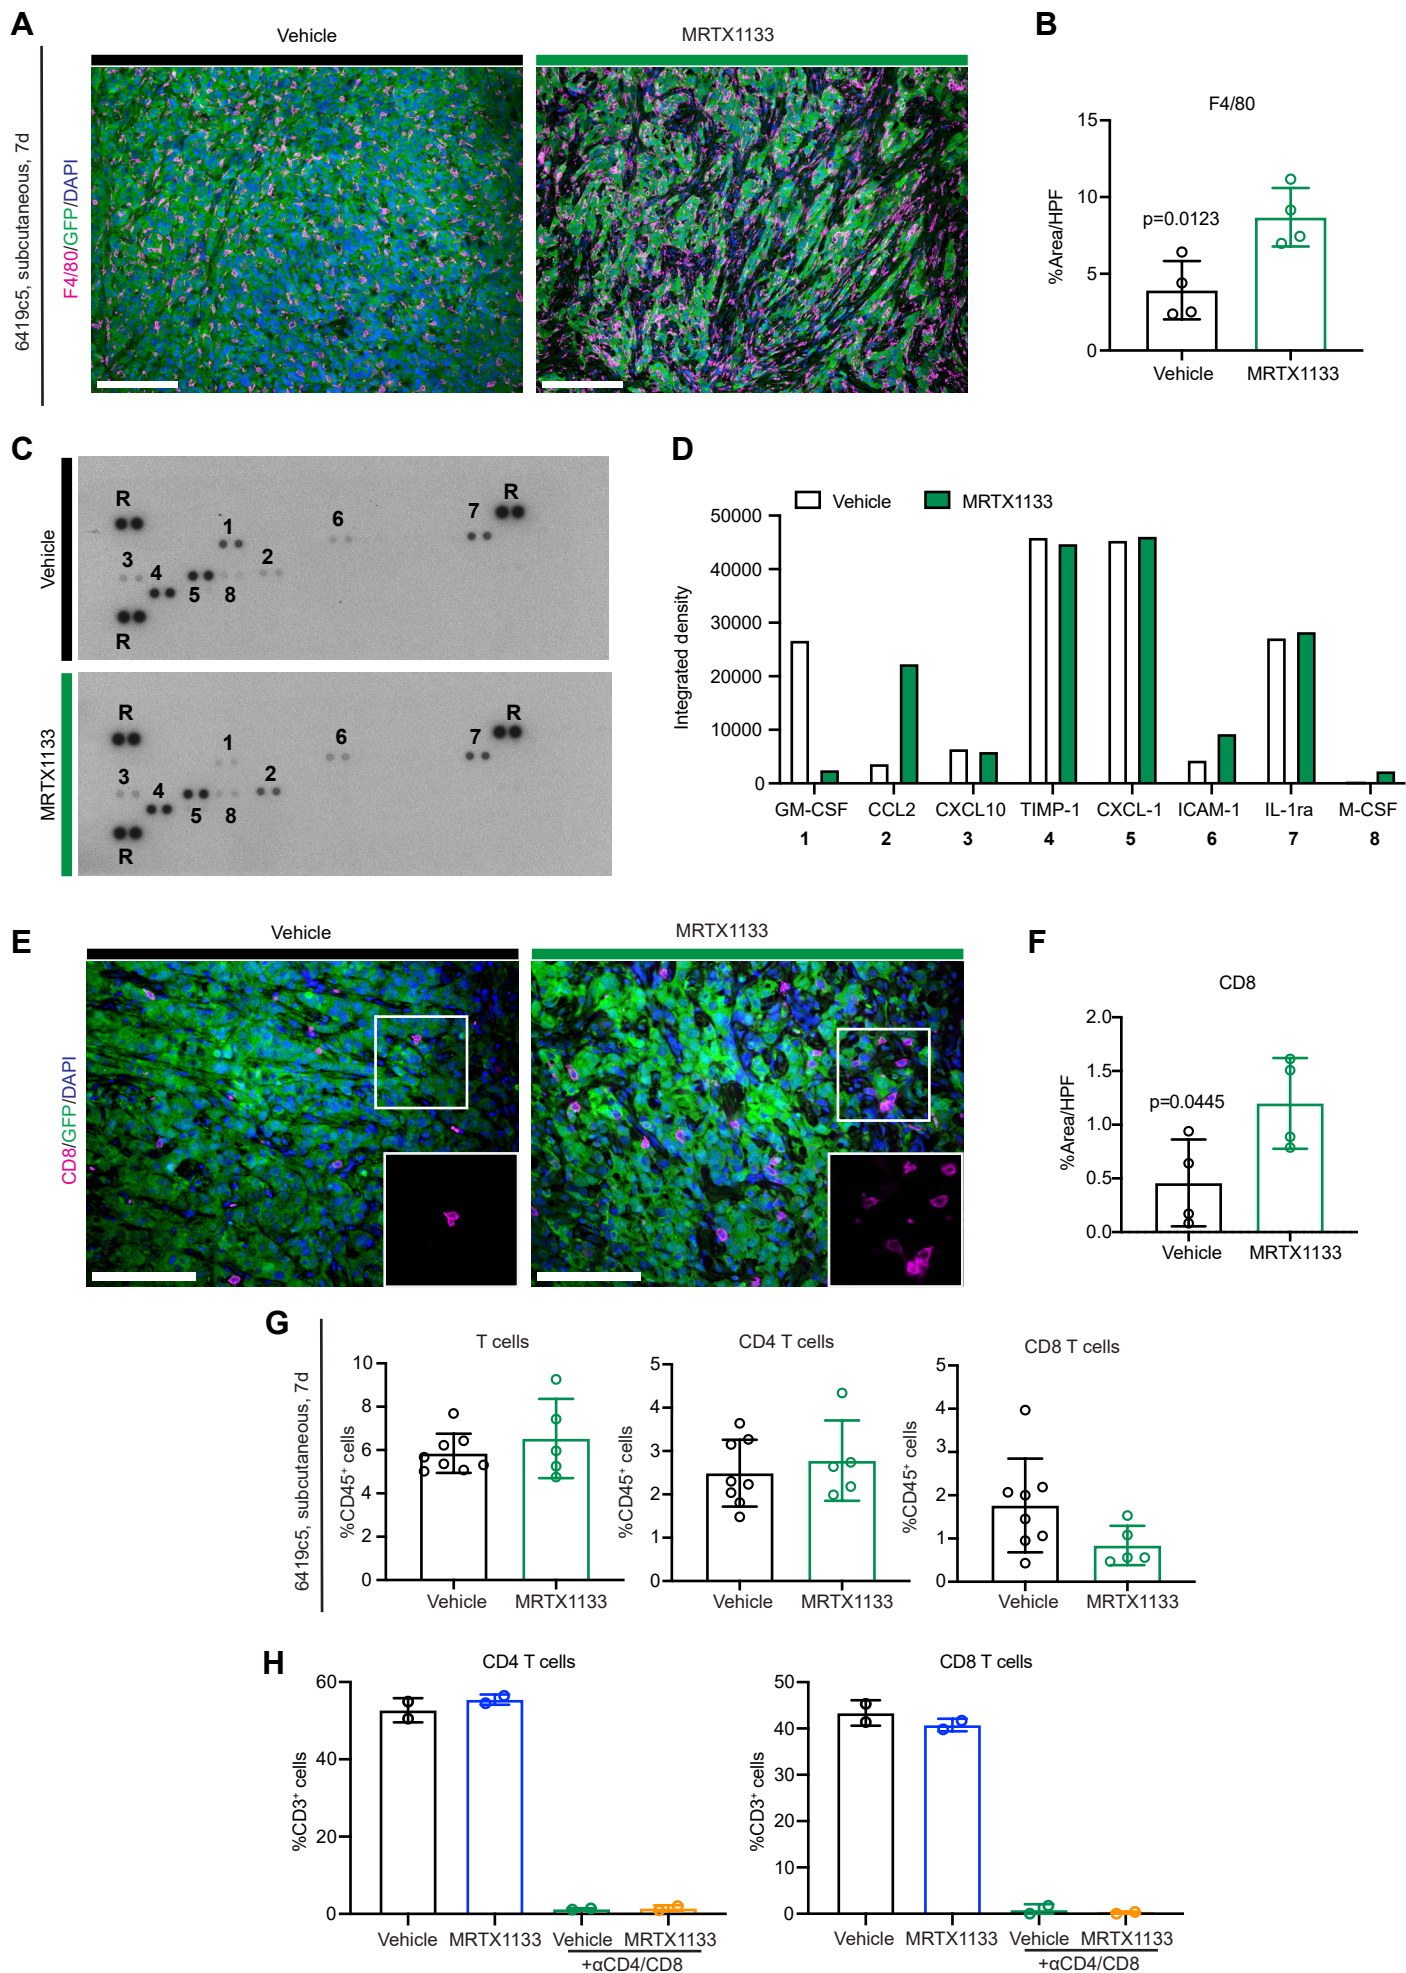 A
Vehicle
MRTX1133
6419c5, subcutaneous, 7d
F4/80/GFP/DAPI
B
F4/80
15
10
5
0
%Area/HPF
p=0.0123
Vehicle
MRTX1133
C
Vehicle
R
R
1
6
7
3
4
2
5
8
R
MRTX1133
R
R
1
6
7
3
4
2
5
8
R
D
Vehicle
MRTX1133
Integrated density
50000
40000
30000
20000
10000
0
GM-CSF CCL2 CXCL10 TIMP-1 CXCL-1 ICAM-1 IL-1ra M-CSF
1 2 3 4 5 6 7 8
E
Vehicle
MRTX1133
CD8/GFP/DAPI
F
CD8
2.0
1.5
1.0
0.5
0.0
%Area/HPF
p=0.0445
Vehicle
MRTX1133
G
6419c5, subcutaneous, 7d
T cells
10
8
6
4
2
0
%CD45⁺ cells
Vehicle
MRTX1133
CD4 T cells
5
4
3
2
1
0
%CD45⁺ cells
Vehicle
MRTX1133
CD8 T cells
5
4
3
2
1
0
%CD45⁺ cells
Vehicle
MRTX1133
H
CD4 T cells
60
40
20
0
%CD3⁺ cells
Vehicle MRTX1133 Vehicle MRTX1133
+αCD4/CD8
CD8 T cells
50
40
30
20
10
0
%CD3⁺ cells
Vehicle MRTX1133 Vehicle MRTX1133
+αCD4/CD8